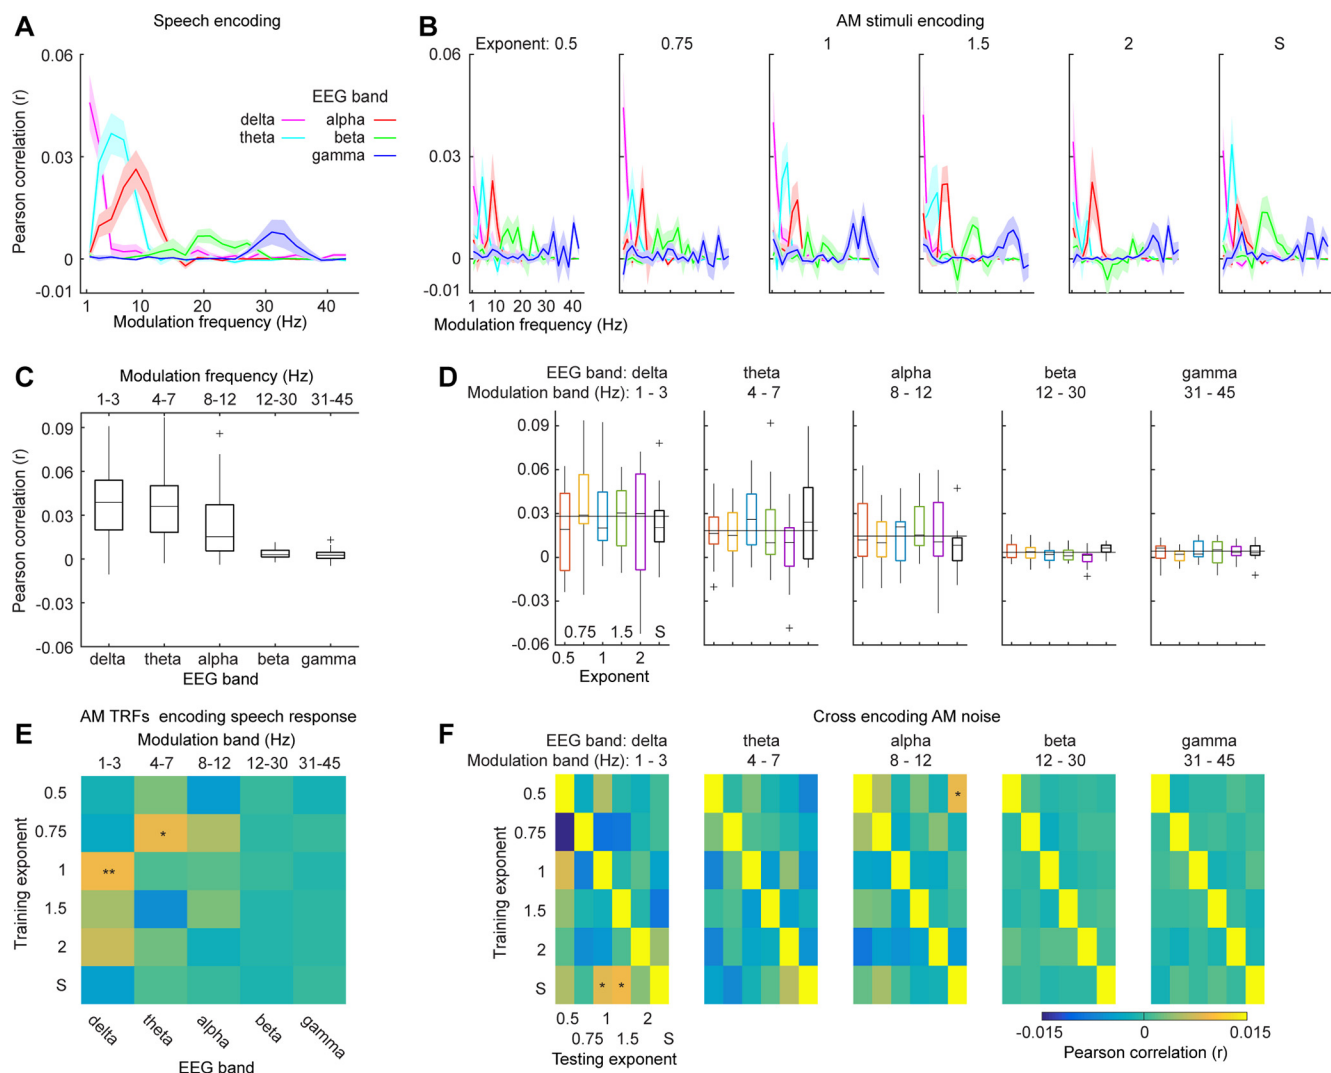 A
Speech encoding
B
AM stimuli encoding
Exponent: 0.5 0.75 1 1.5 2 S
0.06
0.03
0
-0.01
Pearson correlation (r)
EEG band
delta alpha
theta beta
gamma
1 10 20 30 40
Modulation frequency (Hz)
0.06
0.03
0
-0.01
Pearson correlation (r)
1 10 20 30 40
Modulation frequency (Hz)
C
Modulation frequency (Hz)
1-3 4-7 8-12 12-30 31-45
0.09
0.06
0.03
0
-0.03
-0.06
Pearson correlation (r)
delta theta alpha beta gamma
EEG band
D
EEG band: delta theta alpha beta gamma
Modulation band (Hz): 1 - 3 4 - 7 8 - 12 12 - 30 31 - 45
0.09
0.06
0.03
0
-0.03
-0.06
Pearson correlation (r)
0.75 1.5 S
0.5 1 2
Exponent
E
AM TRFs encoding speech response
Modulation band (Hz)
1-3 4-7 8-12 12-30 31-45
Training exponent
0.5
0.75 *
1 **
1.5
2
S
delta theta alpha beta gamma
EEG band
F
Cross encoding AM noise
EEG band: delta theta alpha beta gamma
Modulation band (Hz): 1 - 3 4 - 7 8 - 12 12 - 30 31 - 45
Training exponent
0.5 *
0.75
1
1.5
2
S * *
0.5 1 2
0.75 1.5 S
Testing exponent
-0.015 0 0.015
Pearson correlation (r)